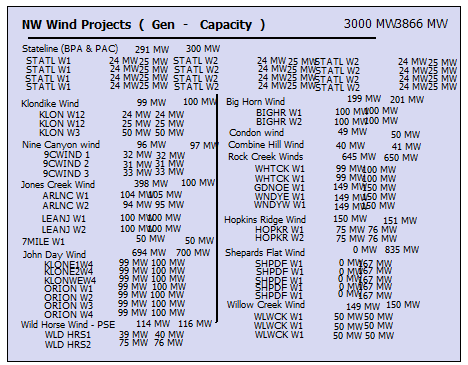 NW Wind Projects ( Gen - Capacity ) 3000 MW 3866 MW
Stateline (BPA & PAC) 291 MW 300 MW
STATL W1 24 MW 25 MW STATL W2 24 MW 25 MW STATL W2 24 MW 25 MW
STATL W1 24 MW 25 MW STATL W2 24 MW 25 MW STATL W2 24 MW 25 MW
STATL W1 24 MW 25 MW STATL W2 24 MW 25 MW STATL W2 24 MW 25 MW
STATL W1 24 MW 25 MW STATL W2 24 MW 25 MW STATL W2 24 MW 25 MW
Klondike Wind 99 MW 100 MW
KLON W12 24 MW 24 MW
KLON W12 25 MW 25 MW
KLON W3 50 MW 50 MW
Nine Canyon wind 96 MW 97 MW
9CWIND 1 32 MW 32 MW
9CWIND 2 31 MW 31 MW
9CWIND 3 33 MW 33 MW
Jones Creek Wind 398 MW 100 MW
ARLNC W1 104 MW 105 MW
ARLNC W2 94 MW 95 MW
LEANJ W1 100 MW 100 MW
LEANJ W2 100 MW 100 MW
7MILE W1 50 MW 50 MW
John Day Wind 694 MW 700 MW
KLONE1W4 99 MW 100 MW
KLONE2W4 99 MW 100 MW
KLONWEW4 99 MW 100 MW
ORION W1 99 MW 100 MW
ORION W2 99 MW 100 MW
ORION W3 99 MW 100 MW
ORION W4 99 MW 100 MW
Wild Horse Wind - PSE 114 MW 116 MW
WLD HRS1 39 MW 40 MW
WLD HRS2 75 MW 76 MW
Big Horn Wind 199 MW 201 MW
BIGHR W1 100 MW 100 MW
BIGHR W2 100 MW 100 MW
Condon wind 49 MW 50 MW
Combine Hill Wind 40 MW 41 MW
Rock Creek Winds 645 MW 650 MW
WHTCK W1 99 MW 100 MW
WHTCK W1 99 MW 100 MW
GDNOE W1 149 MW 150 MW
WNDYE W1 149 MW 150 MW
WNDYW W1 149 MW 150 MW
Hopkins Ridge Wind 150 MW 151 MW
HOPKR W1 75 MW 76 MW
HOPKR W2 75 MW 76 MW
Shepards Flat Wind 0 MW 835 MW
SHPDF W1 0 MW 167 MW
SHPDF W1 0 MW 167 MW
SHPDF W1 0 MW 167 MW
SHPDF W1 0 MW 167 MW
Willow Creek Wind 149 MW 150 MW
WLWCK W1 50 MW 50 MW
WLWCK W1 50 MW 50 MW
WLWCK W1 50 MW 50 MW